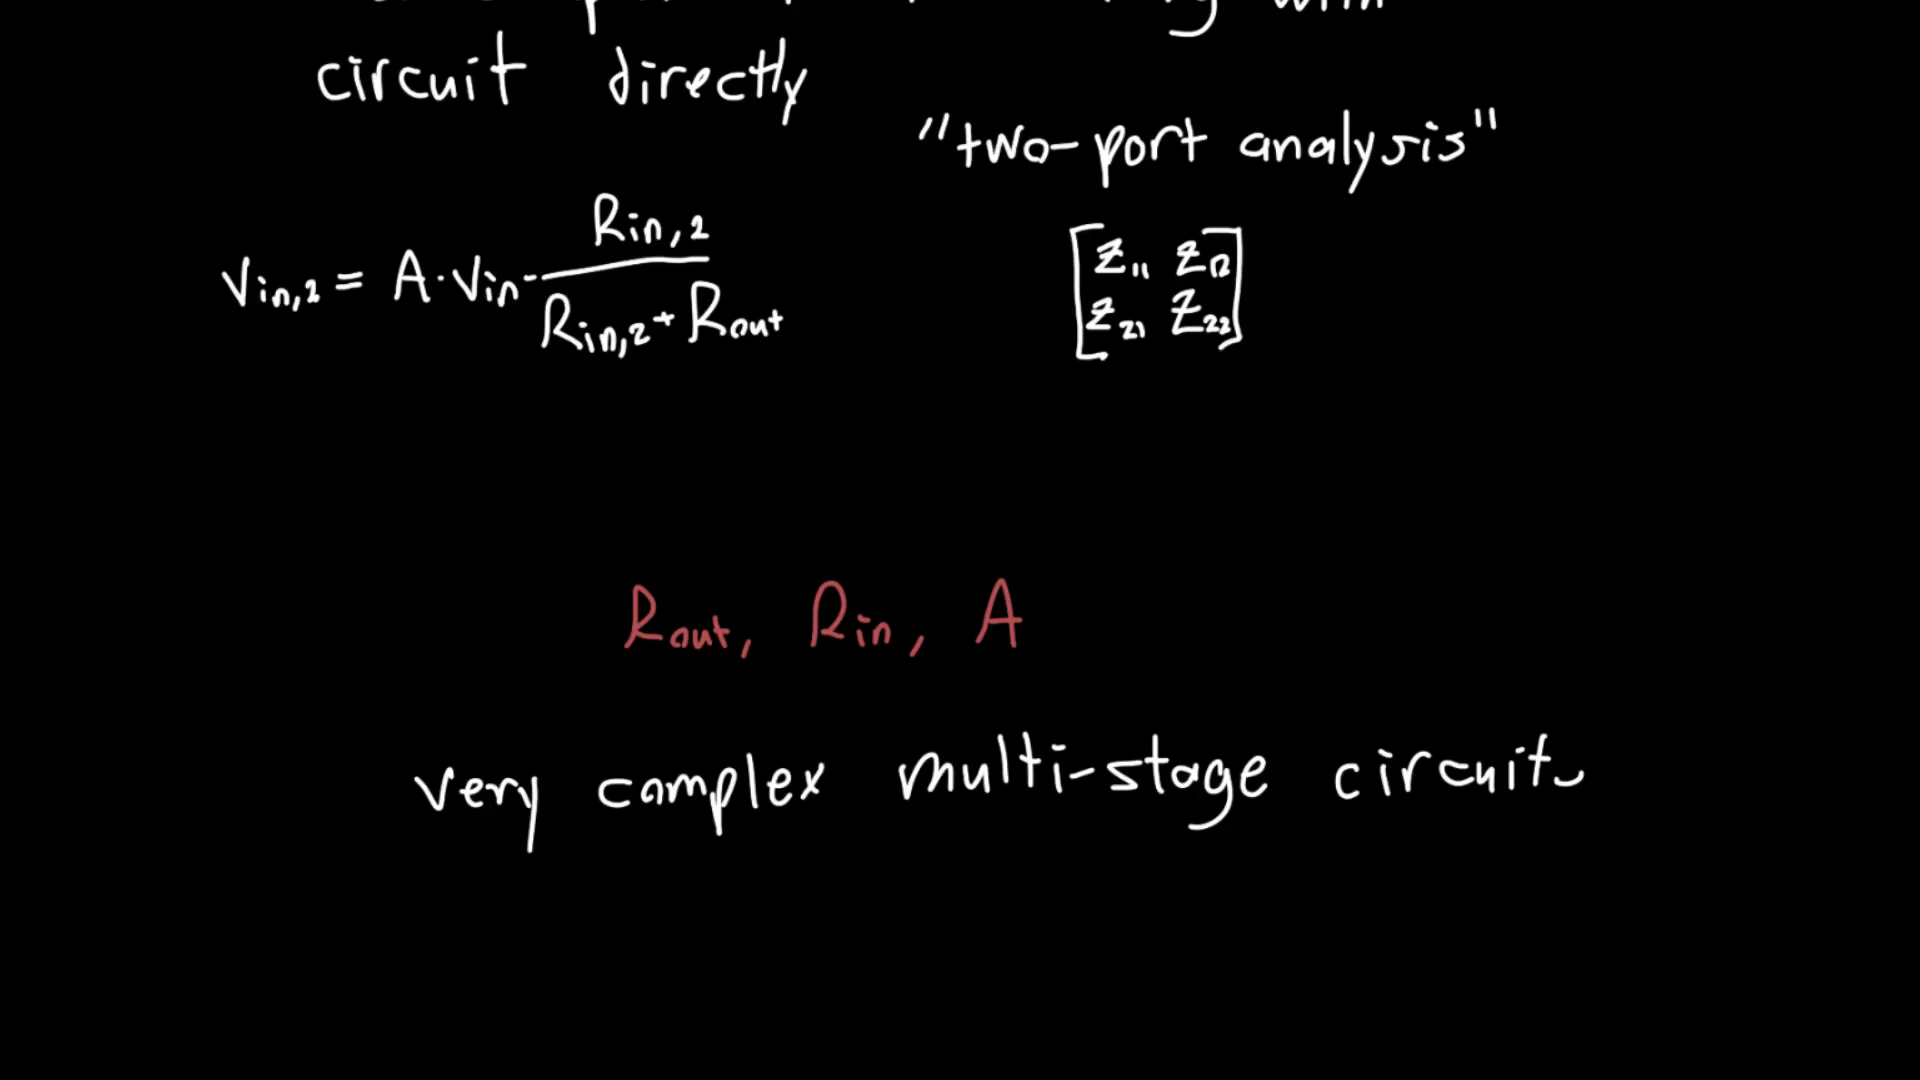 with
circuit directly
"two-port analysis"
Vin,2 = A·Vin· Rin,2 / Rin,2 + Rout
[Z11 Z12
Z21 Z22]
Rout, Rin, A
very complex multi-stage circuit